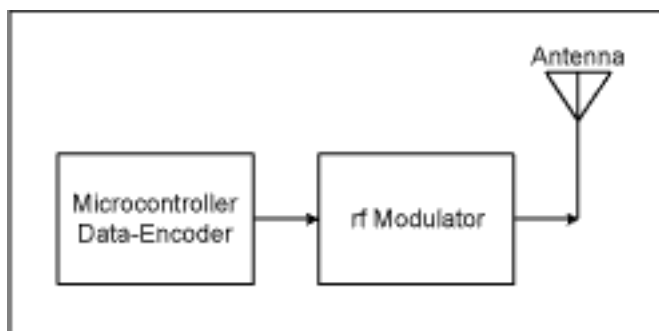 Antenna
Microcontroller
Data-Encoder
rf Modulator